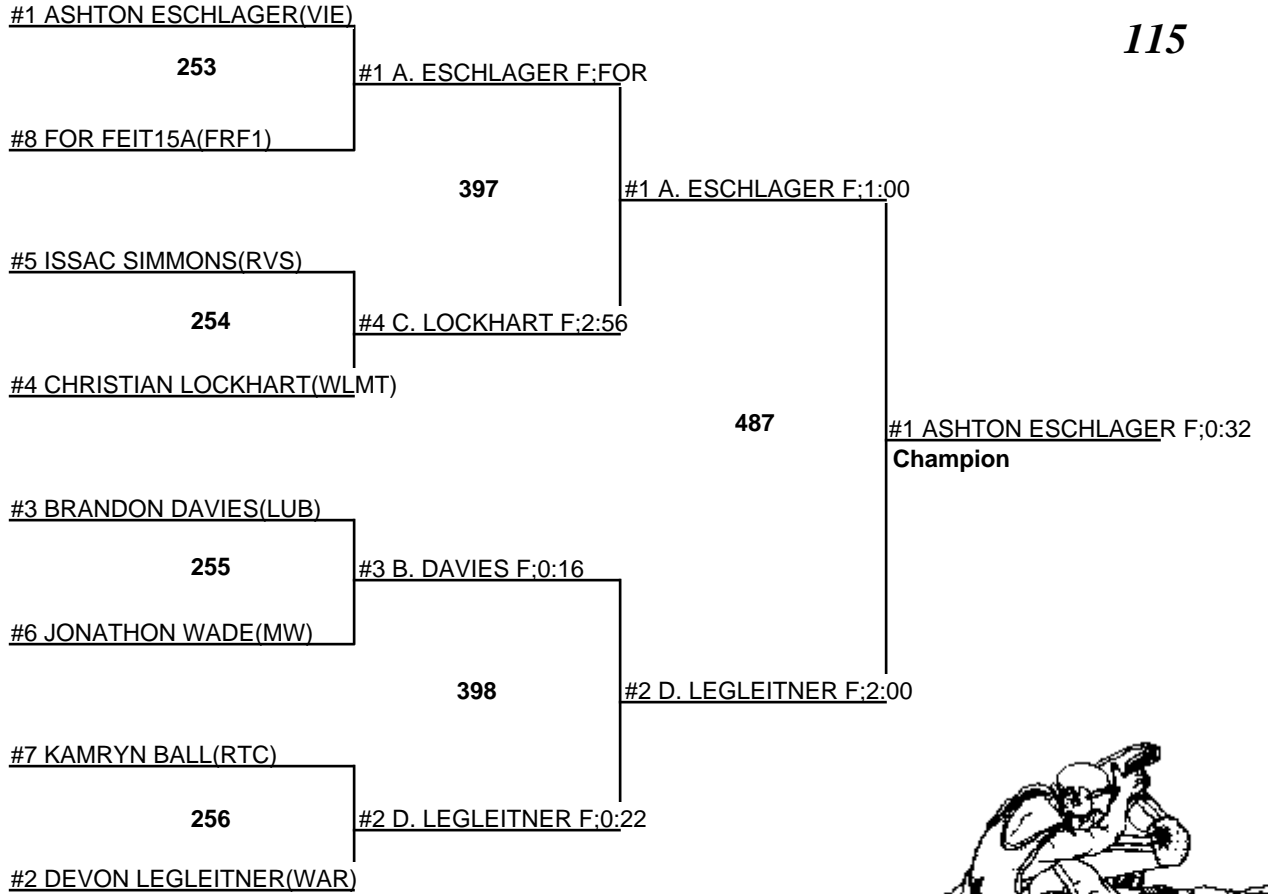 #1 ASHTON ESCHLAGER(VIE)
115
253
#1 A. ESCHLAGER F;FOR
#8 FOR FEIT15A(FRF1)
397
#1 A. ESCHLAGER F;1:00
#5 ISSAC SIMMONS(RVS)
254
#4 C. LOCKHART F;2:56
#4 CHRISTIAN LOCKHART(WLMT)
487
#1 ASHTON ESCHLAGER F;0:32
Champion
#3 BRANDON DAVIES(LUB)
255
#3 B. DAVIES F;0:16
#6 JONATHON WADE(MW)
398
#2 D. LEGLEITNER F;2:00
#7 KAMRYN BALL(RTC)
256
#2 D. LEGLEITNER F;0:22
#2 DEVON LEGLEITNER(WAR)